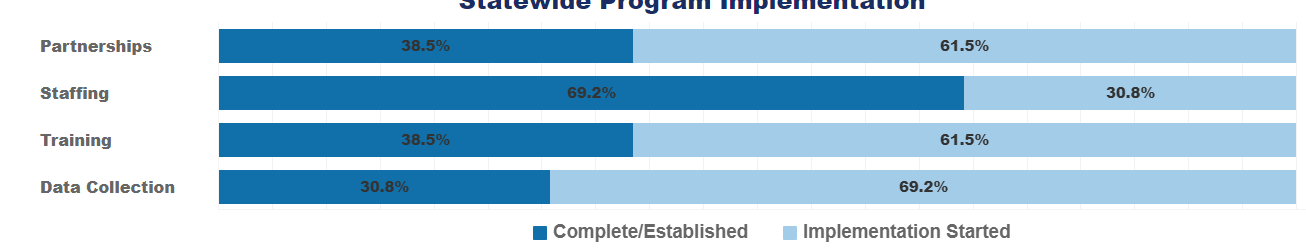 Statewide Program Implementation
Partnerships 38.5% 61.5%
Staffing 69.2% 30.8%
Training 38.5% 61.5%
Data Collection 30.8% 69.2%
Complete/Established Implementation Started